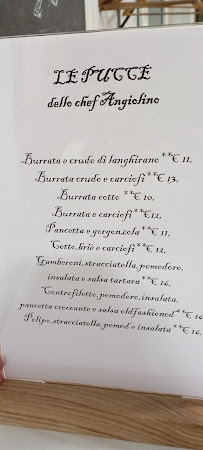 LE PUCCE
dello chef Angiolino
Burrata e crudo di langhirano **€ 11,
Burrata crudo e carciofi**€ 13,
Burrata cotto **€ 10,
Burrata e carciofi**€12,
Pancetta e gorgonzola **€ 11,
Cotto, briè e carciofi**€ 12,
Gamberoni, stracciatella, pomodoro,
insalata e salsa tartara **€ 16,
Controfiletto, pomodoro, insalata,
pancetta croccante e salsa oldfashioned**€ 16,
Polipo, stracciatella, pomod e insalata **€ 16,